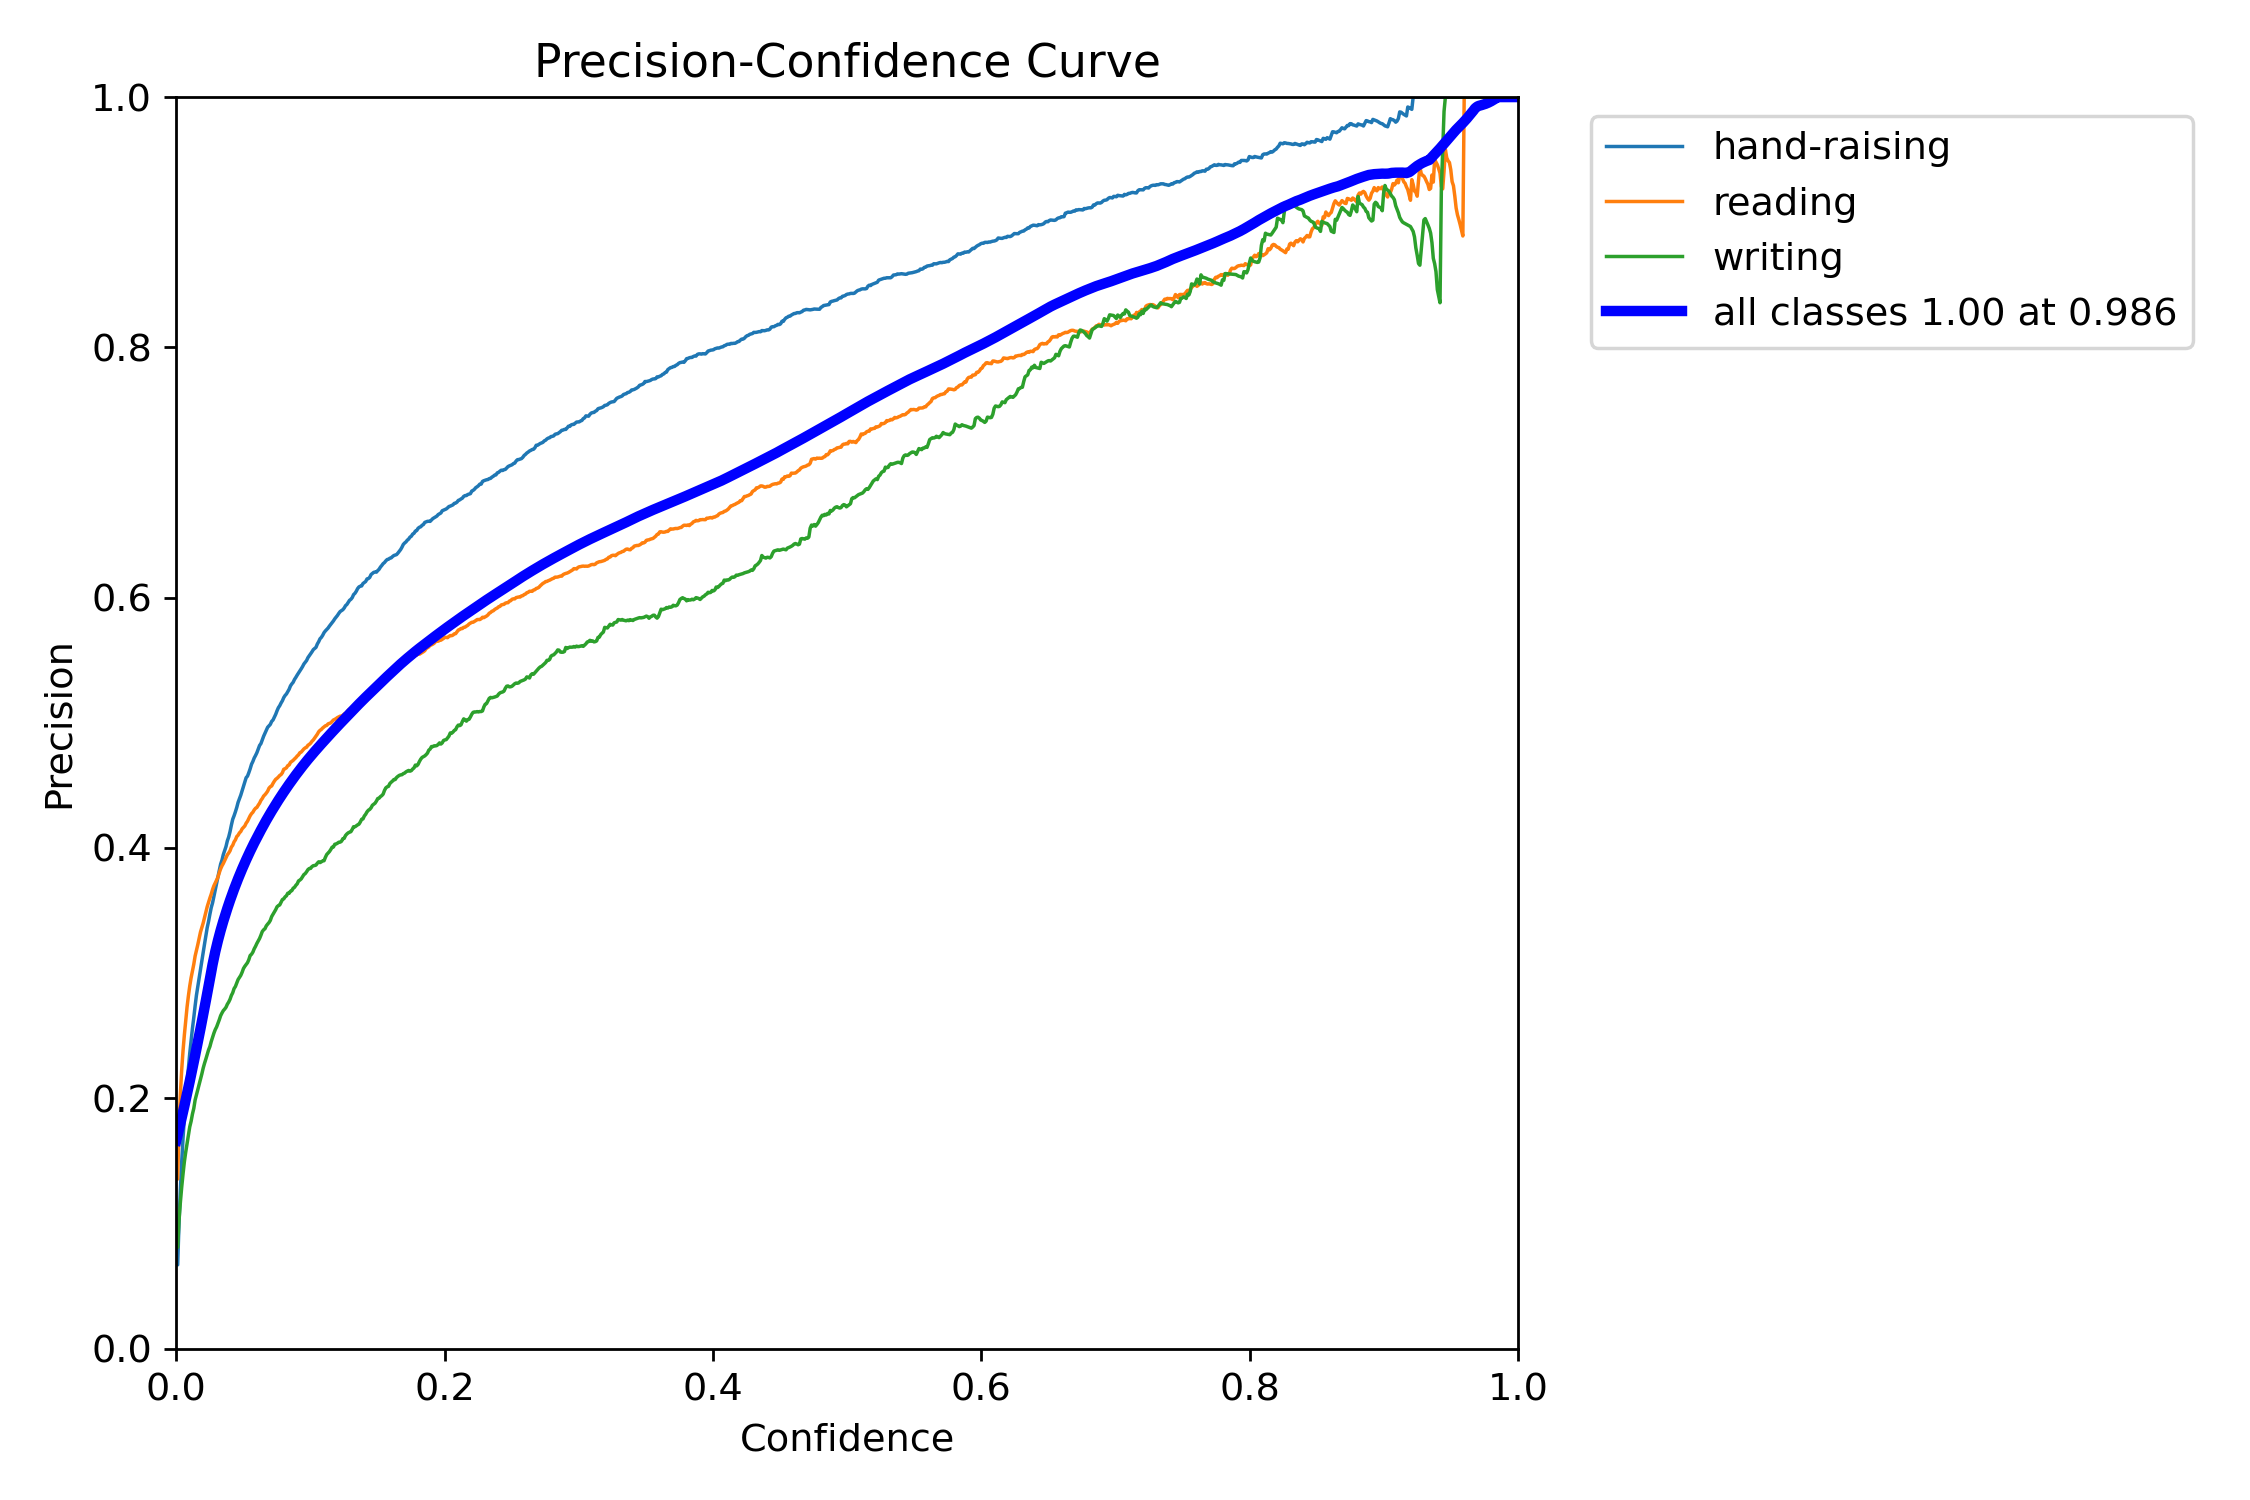 Precision-Confidence Curve
1.0
0.8
0.6
0.4
0.2
0.0
Precision
0.0 0.2 0.4 0.6 0.8 1.0
Confidence
hand-raising
reading
writing
all classes 1.00 at 0.986